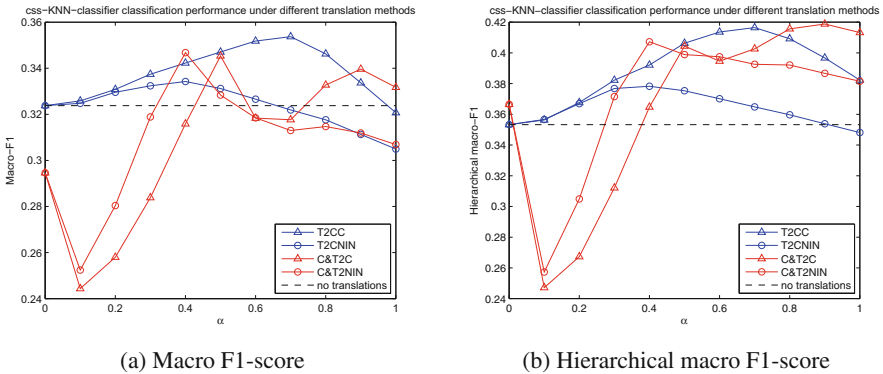 css−KNN−classifier classification performance under different translation methods
0.36
0.34
0.32
0.3
0.28
0.26
0.24
Macro−F1
0
0.2
0.4
0.6
0.8
1
α
T2CC
T2CNIN
C&T2C
C&T2NIN
no translations
(a) Macro F1-score
css−KNN−classifier classification performance under different translation methods
0.42
0.4
0.38
0.36
0.34
0.32
0.3
0.28
0.26
0.24
Hierarchical macro−F1
0
0.2
0.4
0.6
0.8
1
α
T2CC
T2CNIN
C&T2C
C&T2NIN
no translations
(b) Hierarchical macro F1-score